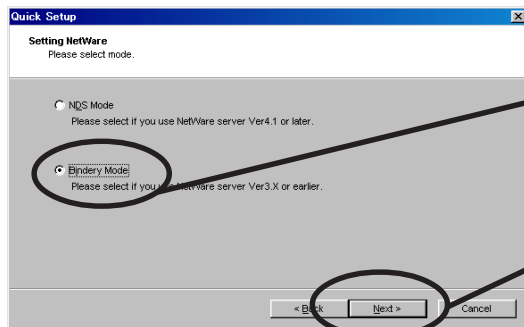 Quick Setup
Setting NetWare
Please select mode.
NDS Mode
Please select if you use NetWare server Ver4.1 or later.
Bindery Mode
Please select if you use NetWare server Ver3.X or earlier.
« Back
Next »
Cancel